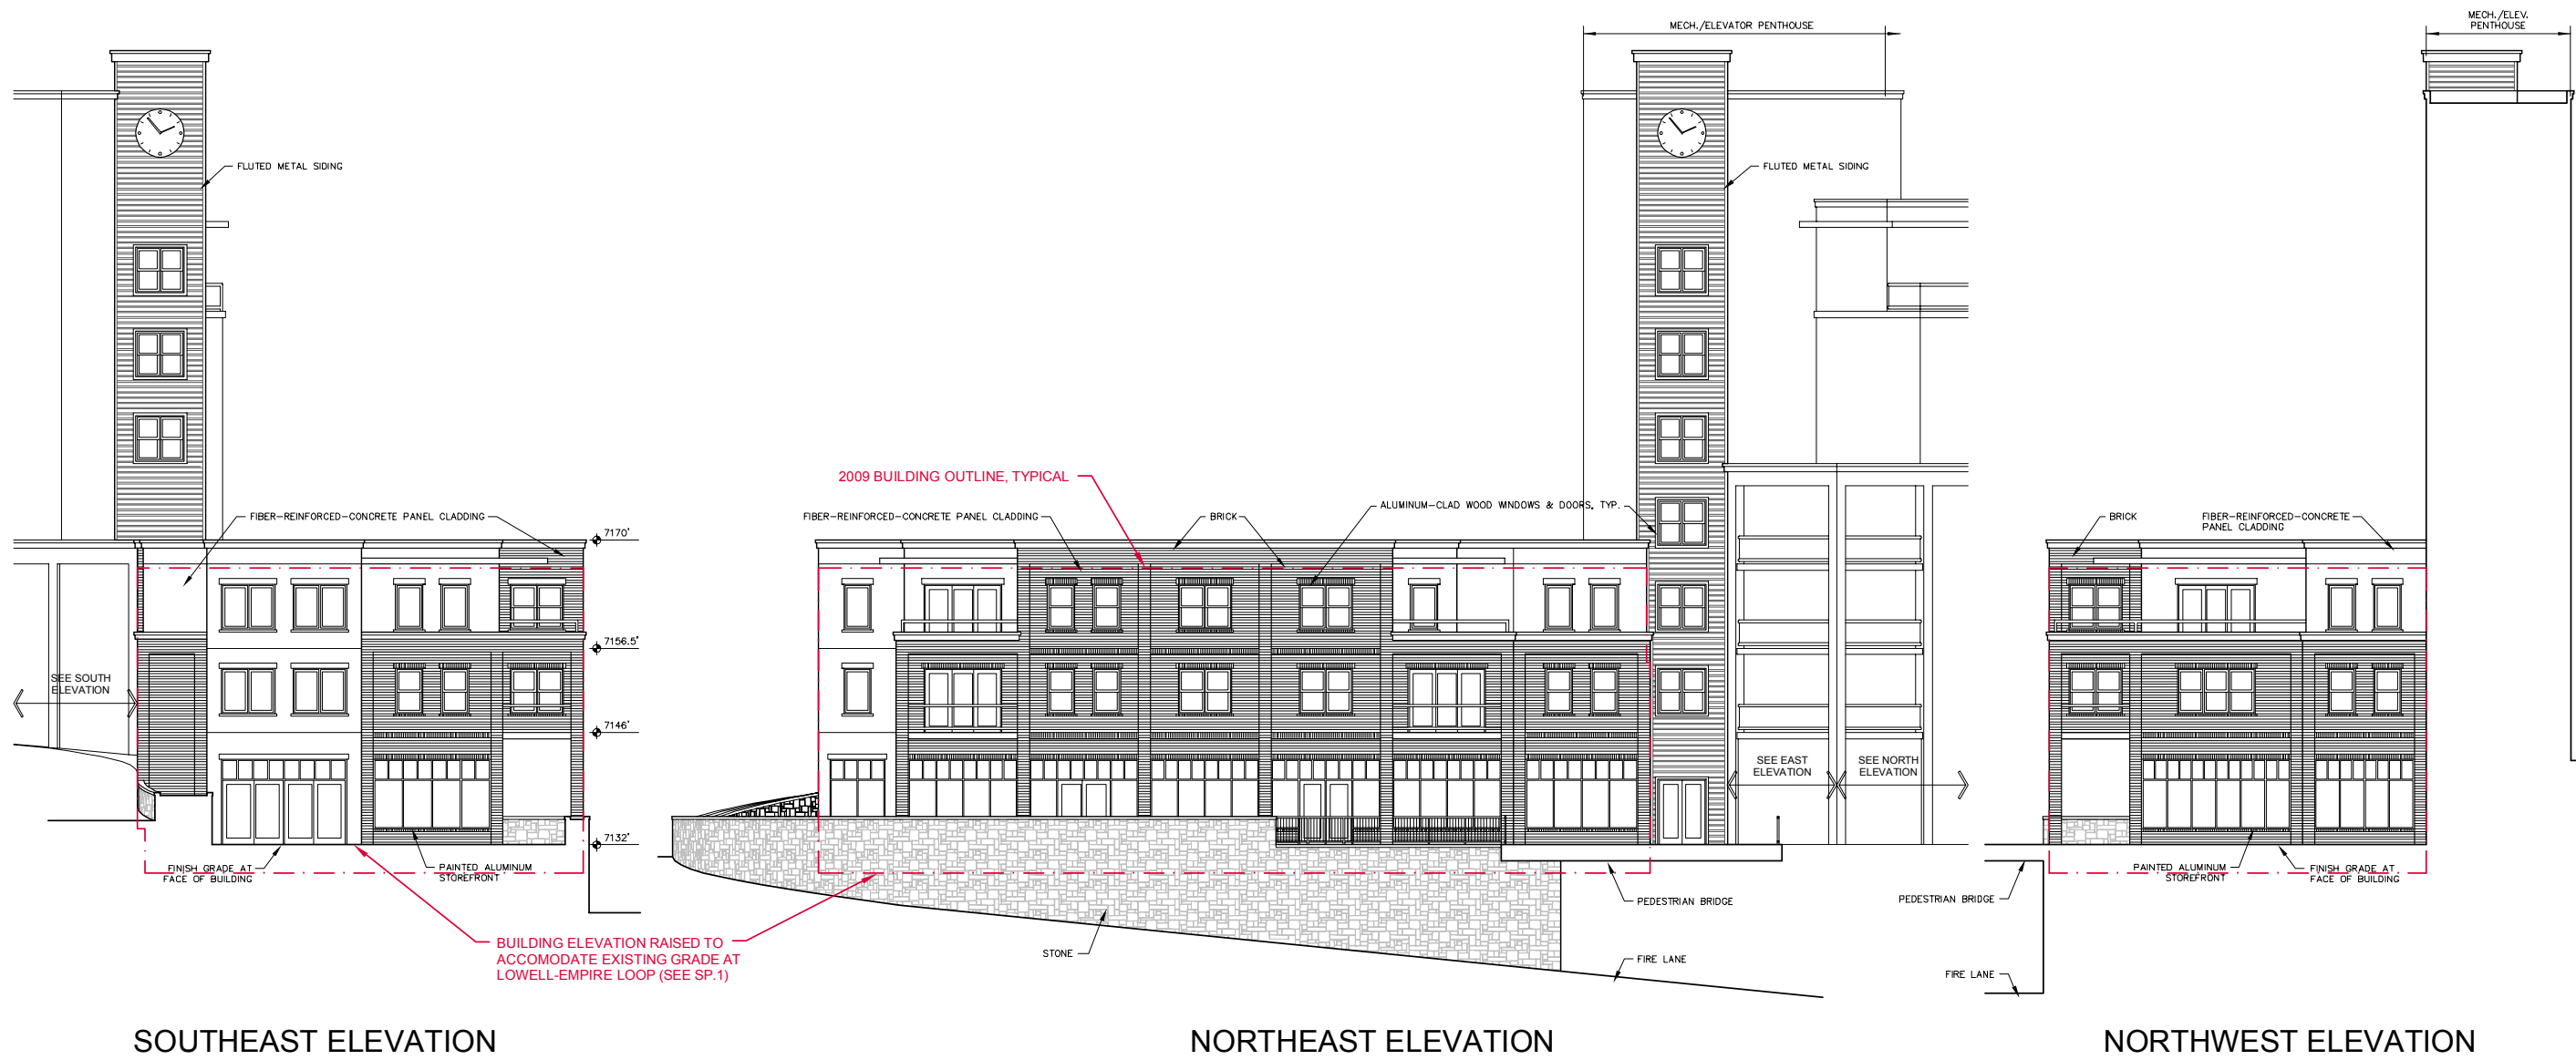 FLUTED METAL SIDING
FIBER-REINFORCED-CONCRETE PANEL CLADDING
7170'
7156.5'
7146'
7132'
SEE SOUTH
ELEVATION
FINISH GRADE AT
FACE OF BUILDING
PAINTED ALUMINUM
STOREFRONT
BUILDING ELEVATION RAISED TO
ACCOMODATE EXISTING GRADE AT
LOWELL-EMPIRE LOOP (SEE SP.1)
SOUTHEAST ELEVATION
MECH./ELEVATOR PENTHOUSE
FLUTED METAL SIDING
2009 BUILDING OUTLINE, TYPICAL
FIBER-REINFORCED-CONCRETE PANEL CLADDING
BRICK
ALUMINUM-CLAD WOOD WINDOWS & DOORS, TYP.
SEE EAST
ELEVATION
SEE NORTH
ELEVATION
PEDESTRIAN BRIDGE
STONE
FIRE LANE
NORTHEAST ELEVATION
MECH./ELEV.
PENTHOUSE
BRICK
FIBER-REINFORCED-CONCRETE
PANEL CLADDING
PAINTED ALUMINUM
STOREFRONT
FINISH GRADE AT
FACE OF BUILDING
PEDESTRIAN BRIDGE
FIRE LANE
NORTHWEST ELEVATION